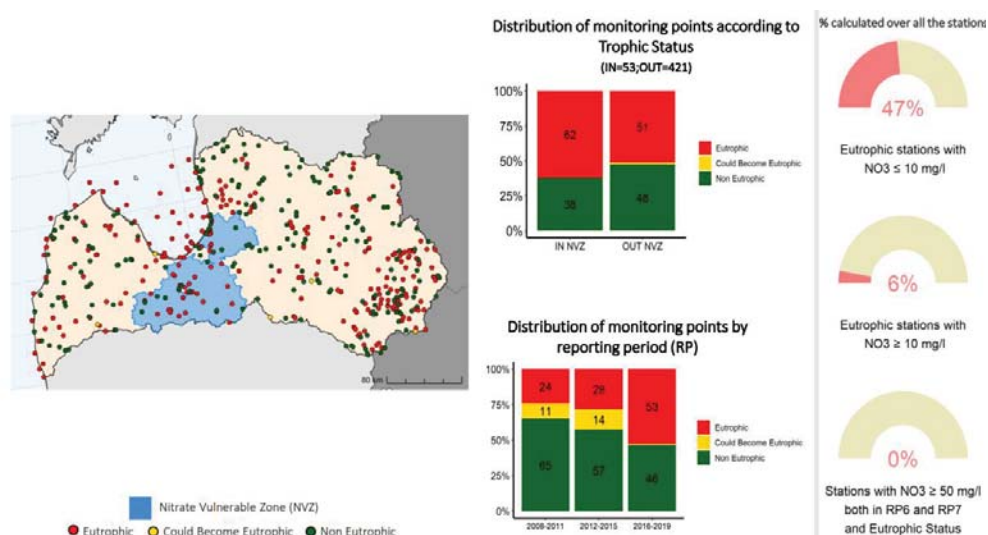 Distribution of monitoring points according to
Trophic Status
(IN=53;OUT=421)
100%
75%
50%
25%
0%
62
38
51
48
IN NVZ
OUT NVZ
Eutrophic
Could Become Eutrophic
Non Eutrophic
80 km
Nitrate Vulnerable Zone (NVZ)
Eutrophic
Could Become Eutrophic
Non Eutrophic
Distribution of monitoring points by
reporting period (RP)
100%
75%
50%
25%
0%
24
11
65
28
14
57
53
46
2008-2011
2012-2015
2016-2019
Eutrophic
Could Become Eutrophic
Non Eutrophic
% calculated over all the stations
47%
Eutrophic stations with
NO3 ≤ 10 mg/l
6%
Eutrophic stations with
NO3 ≥ 10 mg/l
0%
Stations with NO3 ≥ 50 mg/l
both in RP6 and RP7
and Eutrophic Status